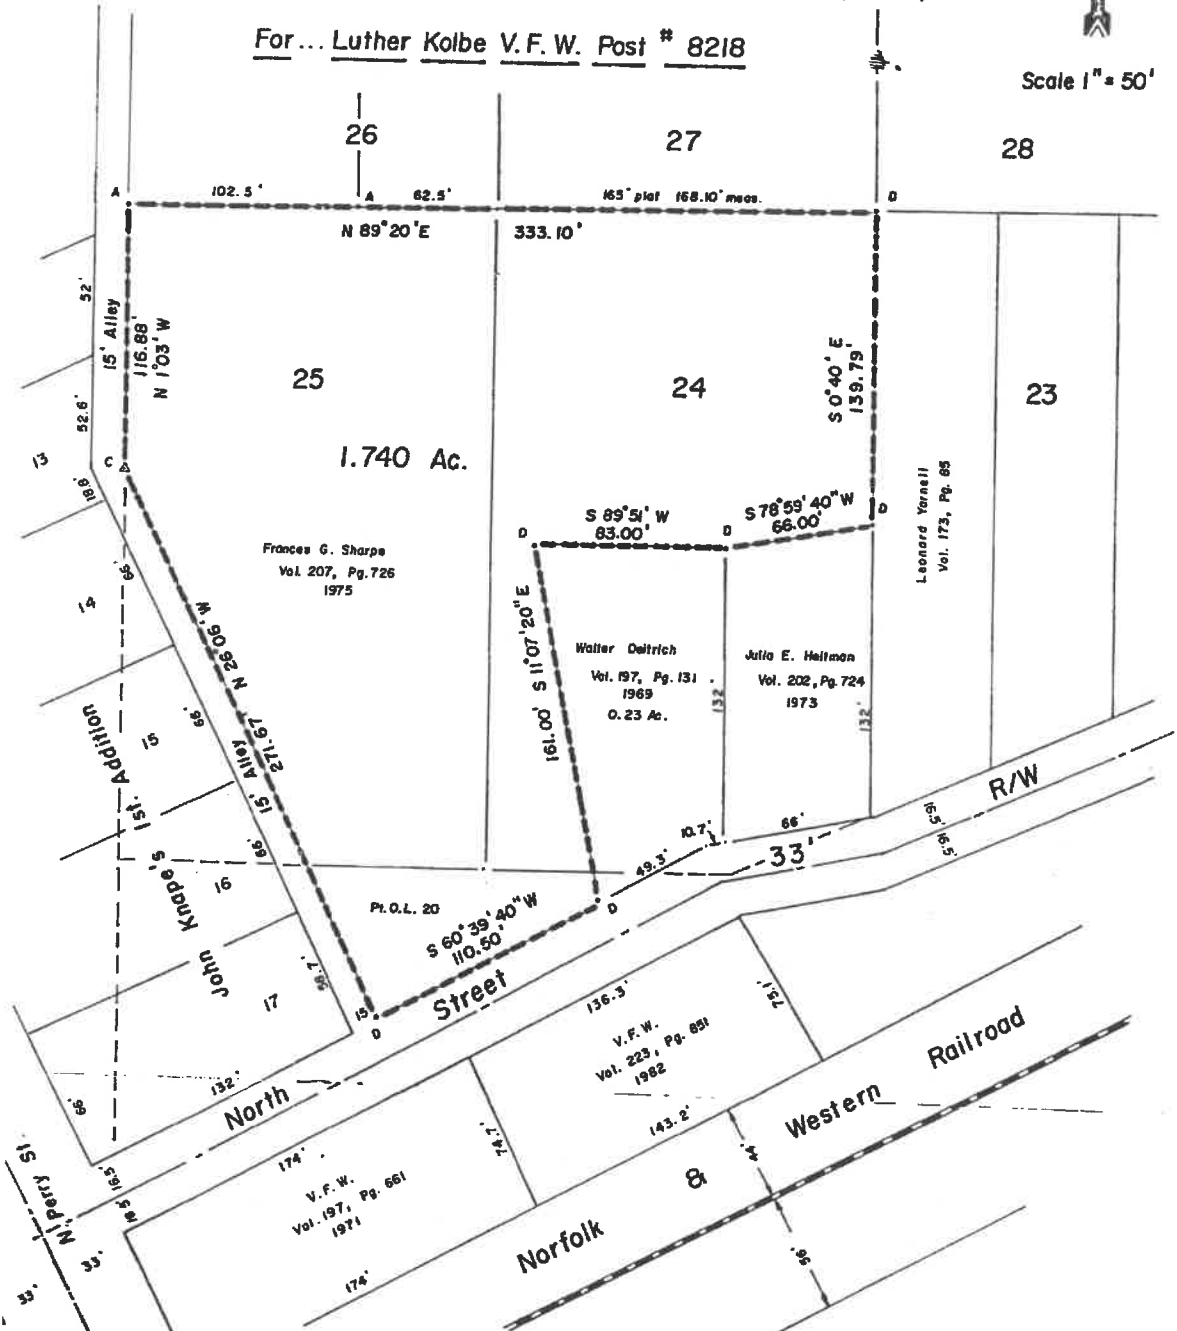 For... Luther Kolbe V.F.W. Post # 8218
Scale 1" = 50'
26
27
28
A
102.5'
A
62.5'
165' plat 168.10' meas.
D
N 89°20'E
333.10'
52'
15' Alley
116.88'
N 1°03' W
S 0°40' E
139.79'
25
24
23
52.6'
1.740 Ac.
13
C
18.8'
Leonard Yarnell
Vol. 173, Pg. 85
S 89°51' W
83.00'
S 78°59'40"W
66.00'
D
D
D
Frances G. Sharpe
Vol. 207, Pg. 726
1975
66'
14
271.67' N 26°06' W
161.00' S 11°07'20"E
Walter Deitrich
Vol. 197, Pg. 131
1969
0.23 Ac.
132
Julia E. Heitman
Vol. 202, Pg. 724
1973
132'
66'
15
15' Alley
John Knape's 1st. Addition
66'
16
R/W
16.5'
16.5'
66'
10.7'
33'
49.3'
Pt. O.L. 20
D
S 60°39'40"W
110.50'
58.7'
17
15'
D
North Street
132'
66'
136.3'
75.1'
V.F.W.
Vol. 223, Pg. 851
1982
143.2'
Norfolk & Western Railroad
44'
56'
74.7'
174'
V.F.W.
Vol. 197, Pg. 661
1971
174'
N. Perry St.
16.5'
16.5'
33'
33'